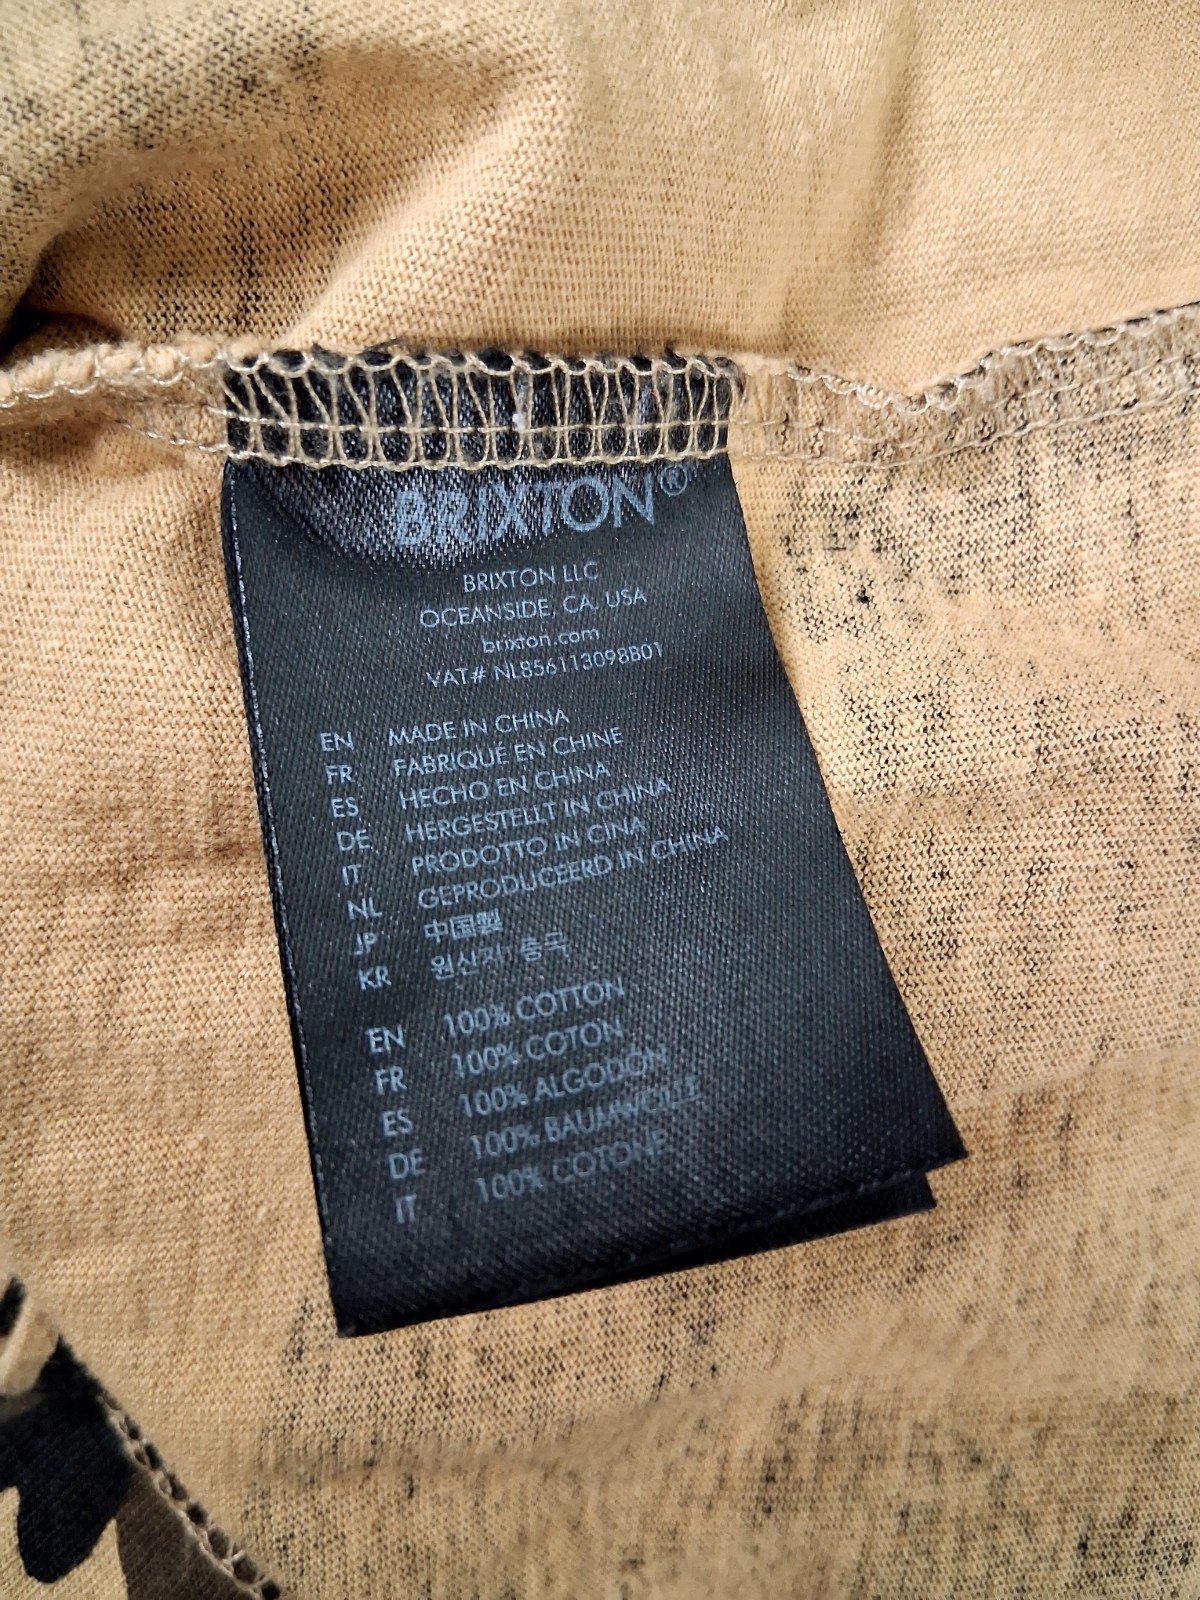 BRIXTON®
BRIXTON LLC
OCEANSIDE, CA. USA
brixton.com
VAT# NL856113098B01
EN MADE IN CHINA
FR FABRIQUÉ EN CHINE
ES HECHO EN CHINA
DE HERGESTELLT IN CHINA
IT PRODOTTO IN CINA
NL GEPRODUCEERD IN CHINA
JP 中国製
KR 원산지 중국
EN 100% COTTON
FR 100% COTON
ES 100% ALGODÓN
DE 100% BAUMWOLLE
IT 100% COTONE